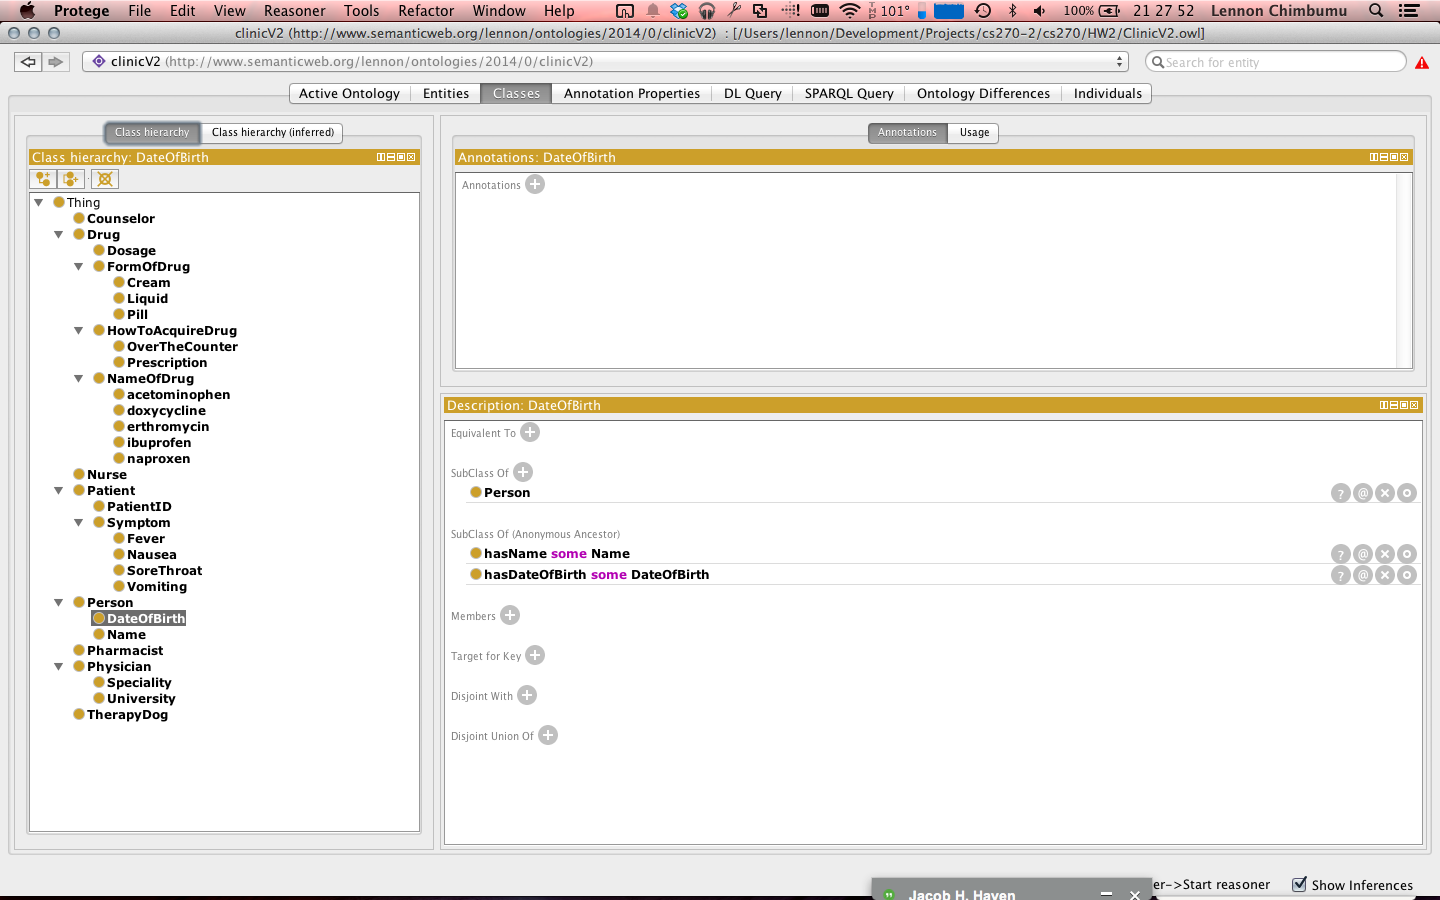 Protege File Edit View Reasoner Tools Refactor Window Help 101° 100% 21 27 52 Lennon Chimbumu
clinicV2 (http://www.semanticweb.org/lennon/ontologies/2014/0/clinicV2) : [/Users/lennon/Development/Projects/cs270-2/cs270/HW2/ClinicV2.owl]
clinicV2 (http://www.semanticweb.org/lennon/ontologies/2014/0/clinicV2) Search for entity
Active Ontology Entities Classes Annotation Properties DL Query SPARQL Query Ontology Differences Individuals
Class hierarchy Class hierarchy (inferred)
Class hierarchy: DateOfBirth
Thing
Counselor
Drug
Dosage
FormOfDrug
Cream
Liquid
Pill
HowToAcquireDrug
OverTheCounter
Prescription
NameOfDrug
acetominophen
doxycycline
erthromycin
ibuprofen
naproxen
Nurse
Patient
PatientID
Symptom
Fever
Nausea
SoreThroat
Vomiting
Person
DateOfBirth
Name
Pharmacist
Physician
Speciality
University
TherapyDog
Annotations Usage
Annotations: DateOfBirth
Annotations
Description: DateOfBirth
Equivalent To
SubClass Of
Person
SubClass Of (Anonymous Ancestor)
hasName some Name
hasDateOfBirth some DateOfBirth
Members
Target for Key
Disjoint With
Disjoint Union Of
er->Start reasoner Show Inferences
Jacob H. Haven